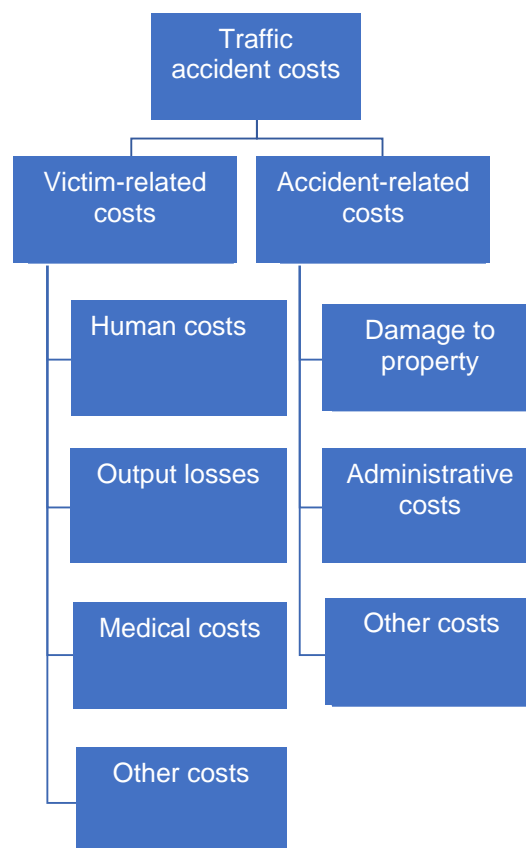 Traffic
accident costs
Victim-related
costs
Accident-related
costs
Human costs
Output losses
Medical costs
Other costs
Damage to
property
Administrative
costs
Other costs